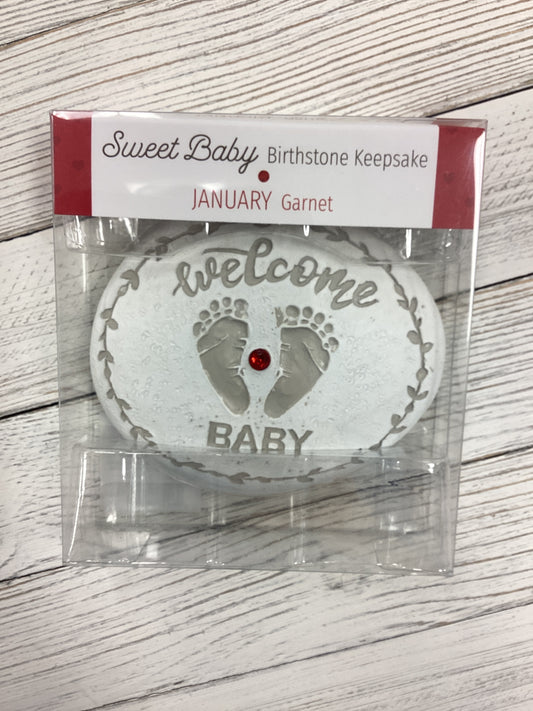 Sweet Baby Birthstone Keepsake
JANUARY Garnet
welcome
BABY